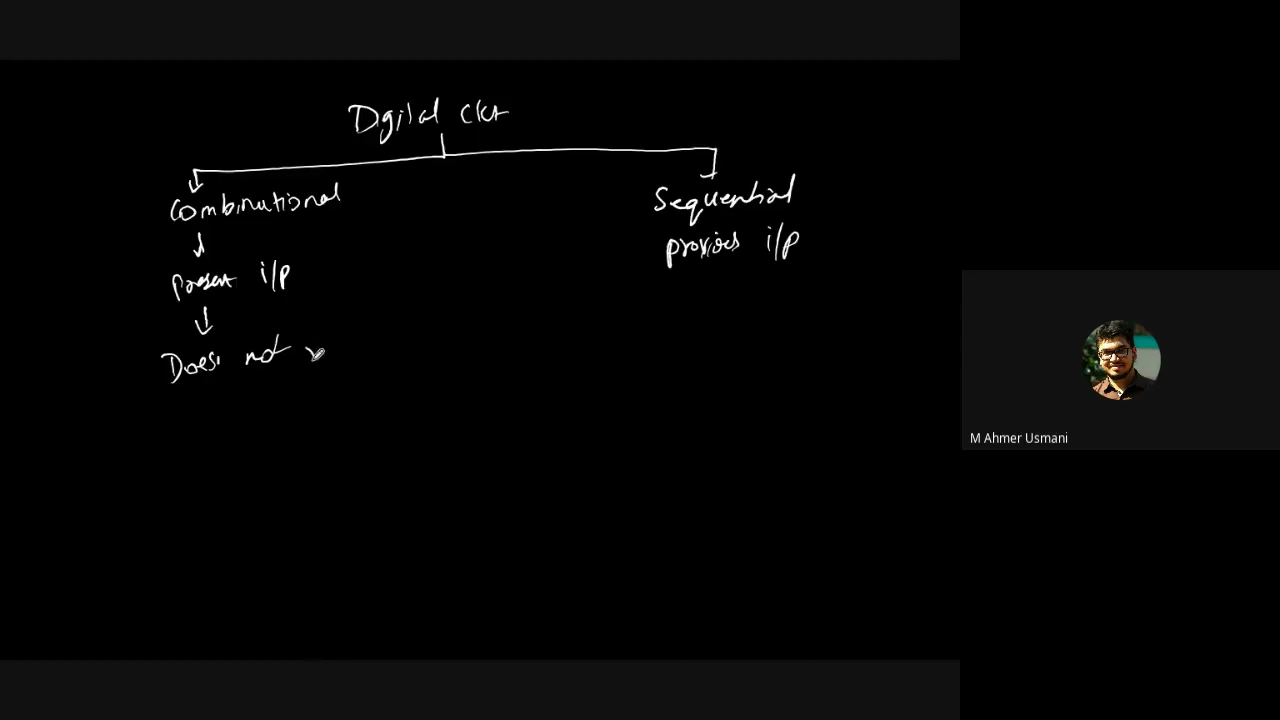 Dgital ckt
Combinational
Sequential
previous i/p
Present i/p
Does not
M Ahmer Usmani